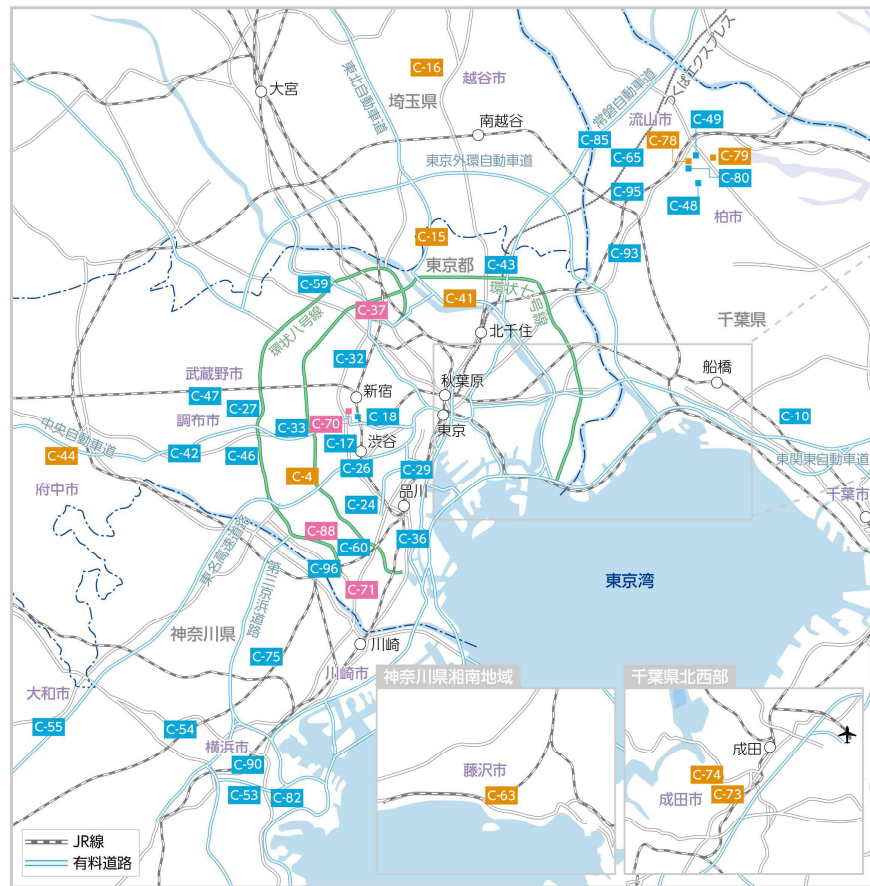 C-16
越谷市
大宮
東北自動車道
埼玉県
つくばエクスプレス
常磐自動車道
流山市
C-49
南越谷
C-85
C-78
C-79
C-65
東京外環自動車道
C-80
C-95
C-48
柏市
C-15
東京都
C-43
C-93
C-59
C-41
環状七号線
C-37
環状八号線
千葉県
北千住
C-32
武蔵野市
新宿
秋葉原
船橋
C-47
C-27
調布市
C-70
C-18
東京
C-10
C-33
中央自動車道
C-42
C-17
渋谷
C-44
C-46
C-26
C-29
東関東自動車道
C-4
府中市
千葉市
C-24
品川
東名高速道路
C-88
C-36
C-60
第三京浜道路
C-96
東京湾
C-71
神奈川県
川崎
C-75
川崎市
神奈川県湘南地域
千葉県北西部
大和市
C-55
C-54
横浜市
成田
C-90
藤沢市
C-74
C-53
C-82
C-63
成田市
C-73
JR線
有料道路